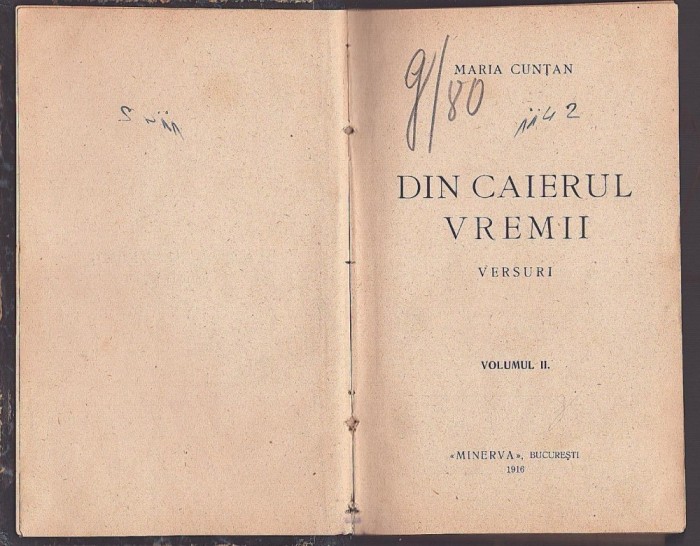 9/80
MARIA CUNȚAN
1142
DIN CAIERUL
VREMII
VERSURI
VOLUMUL II.
«MINERVA», BUCUREȘTI
1916